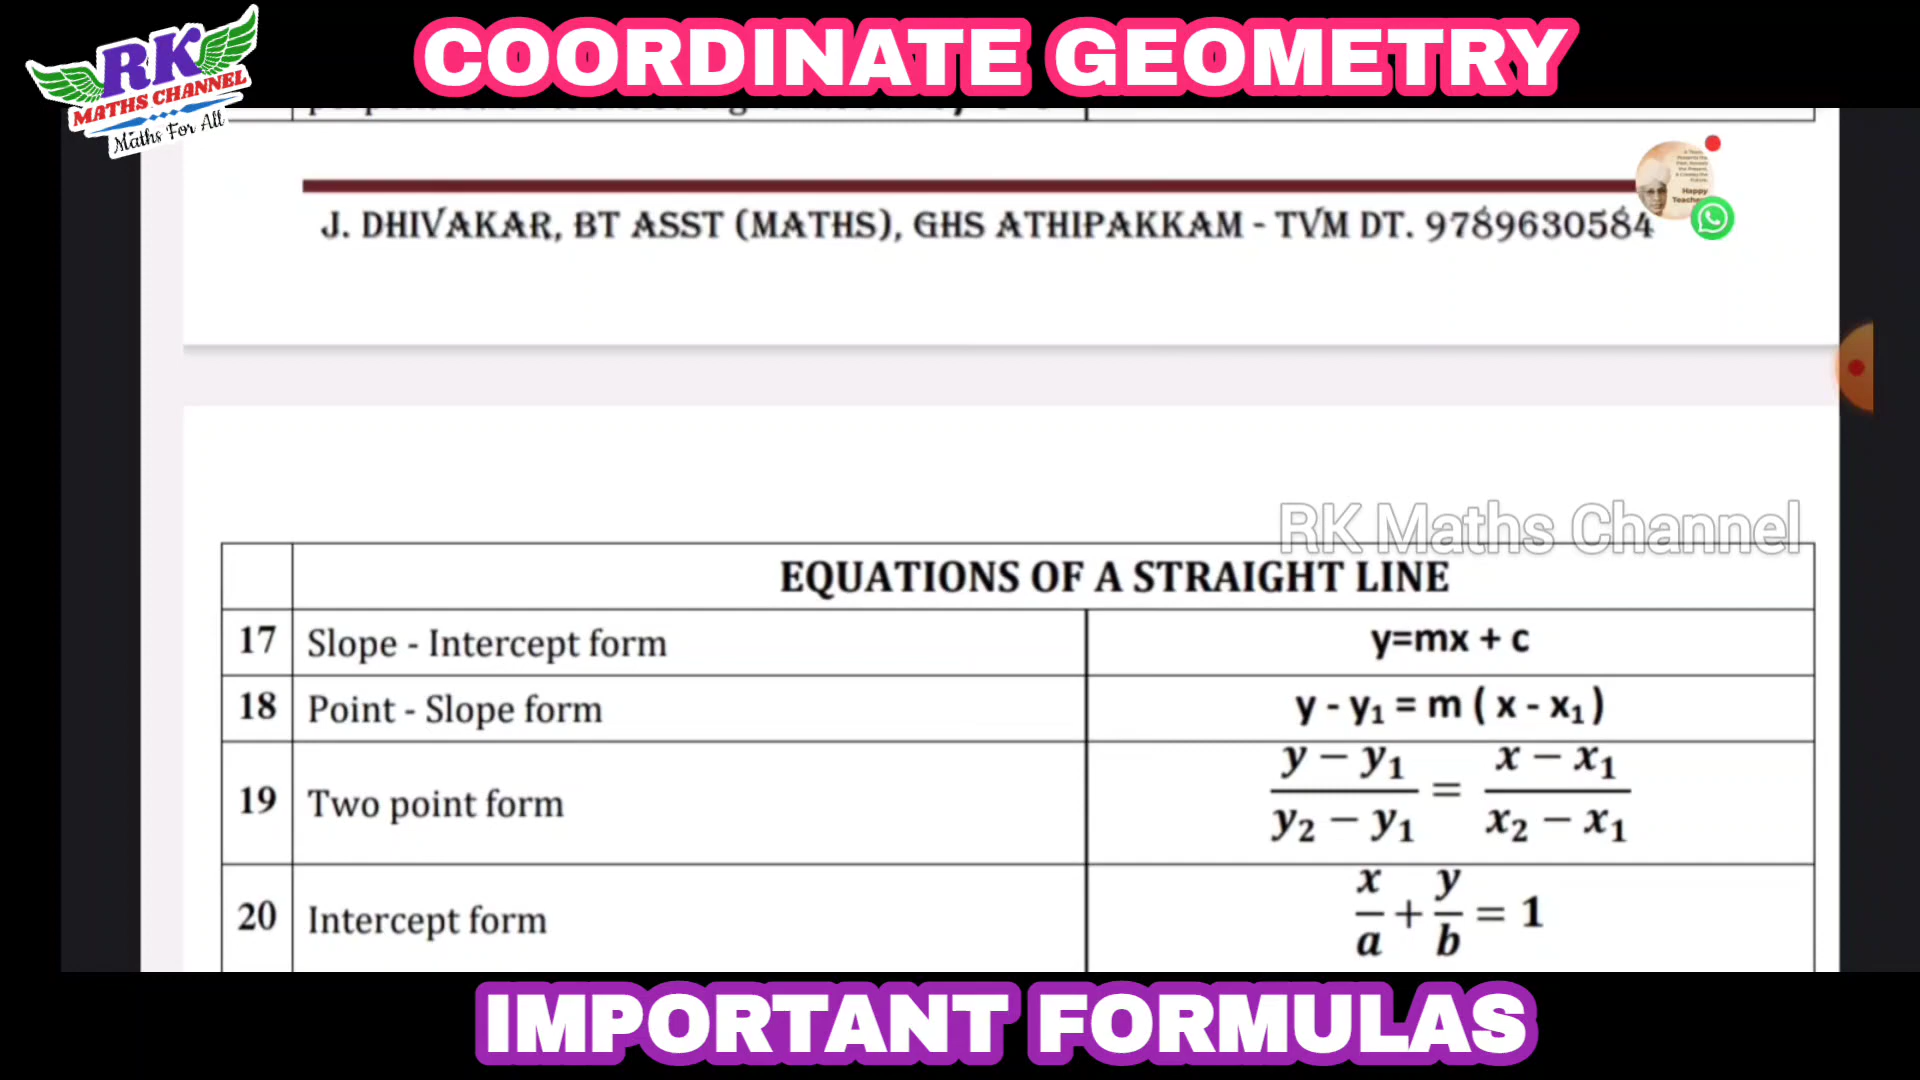 COORDINATE GEOMETRY
RK
MATHS CHANNEL
Maths For All
J. DHIVAKAR, BT ASST (MATHS), GHS ATHIPAKKAM - TVM DT. 9789630584
Happy
RK Maths Channel
EQUATIONS OF A STRAIGHT LINE
17 Slope - Intercept form y=mx + c
18 Point - Slope form y - y₁ = m ( x - x₁ )
19 Two point form (y − y₁)/(y₂ − y₁) = (x − x₁)/(x₂ − x₁)
20 Intercept form x/a + y/b = 1
IMPORTANT FORMULAS